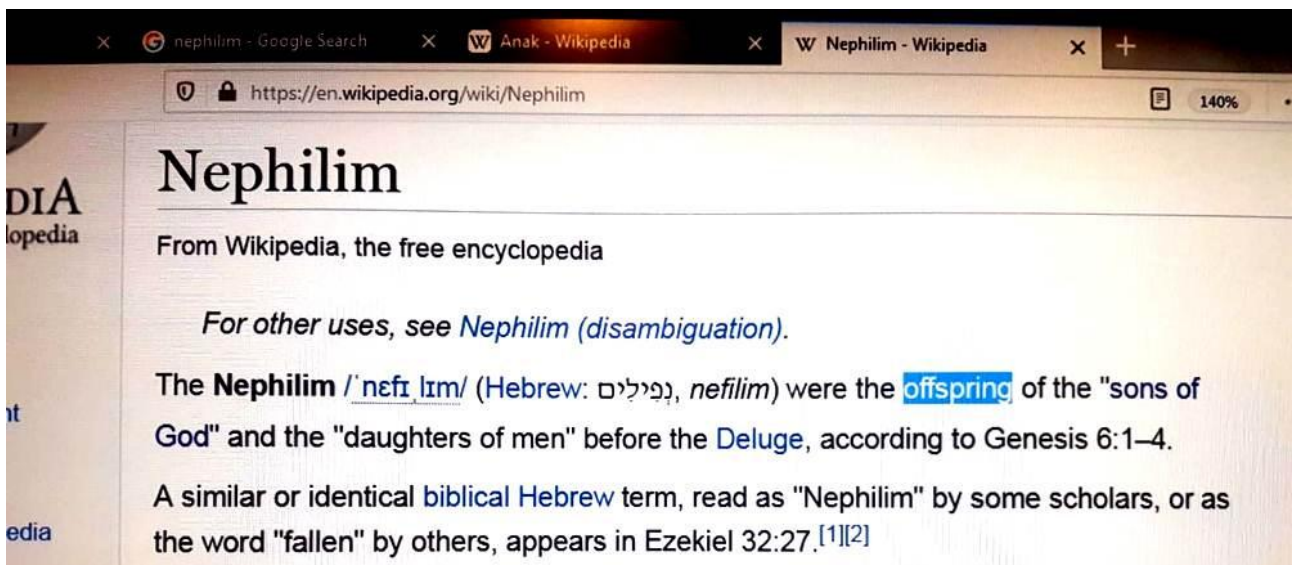 nephilim - Google Search
Anak - Wikipedia
Nephilim - Wikipedia
https://en.wikipedia.org/wiki/Nephilim
140%
DIA
lopedia
Nephilim
From Wikipedia, the free encyclopedia
For other uses, see Nephilim (disambiguation).
The Nephilim /ˈnɛfɪˌlɪm/ (Hebrew: נְפִילִים, nefilim) were the offspring of the "sons of
God" and the "daughters of men" before the Deluge, according to Genesis 6:1–4.
A similar or identical biblical Hebrew term, read as "Nephilim" by some scholars, or as
the word "fallen" by others, appears in Ezekiel 32:27.[1][2]
nt
edia